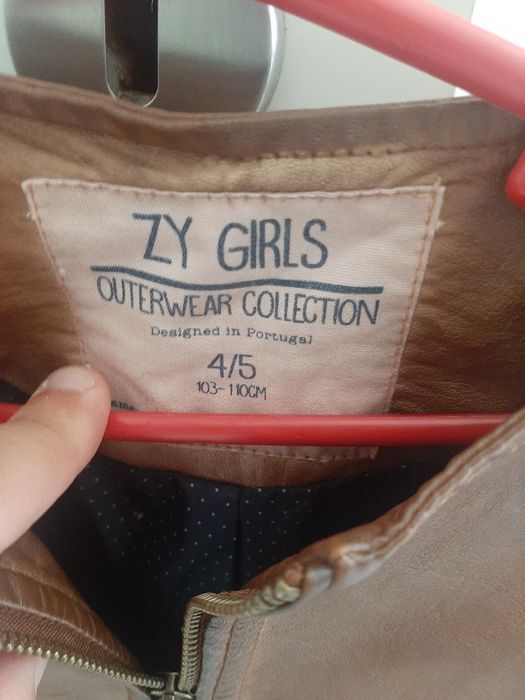 ZY GIRLS
OUTERWEAR COLLECTION
Designed in Portugal
4/5
103-110CM